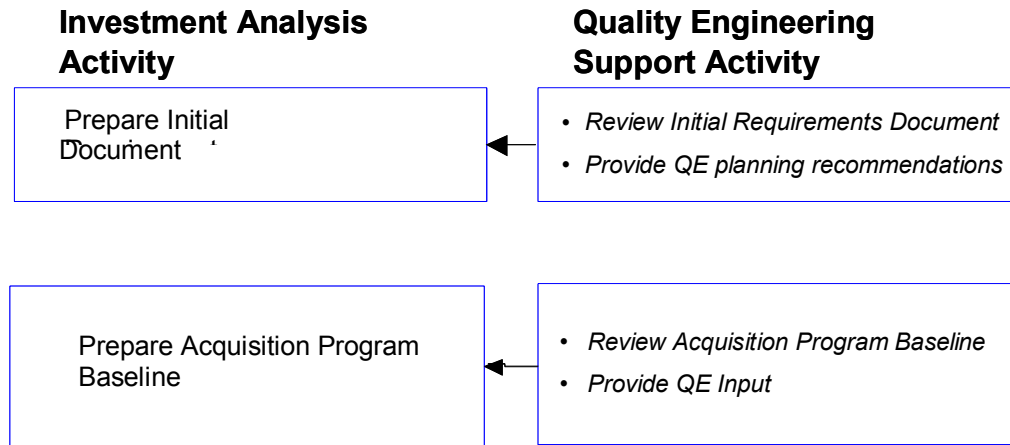 Investment Analysis
Activity
Quality Engineering
Support Activity
Prepare Initial
Document
• Review Initial Requirements Document
• Provide QE planning recommendations
Prepare Acquisition Program
Baseline
• Review Acquisition Program Baseline
• Provide QE Input